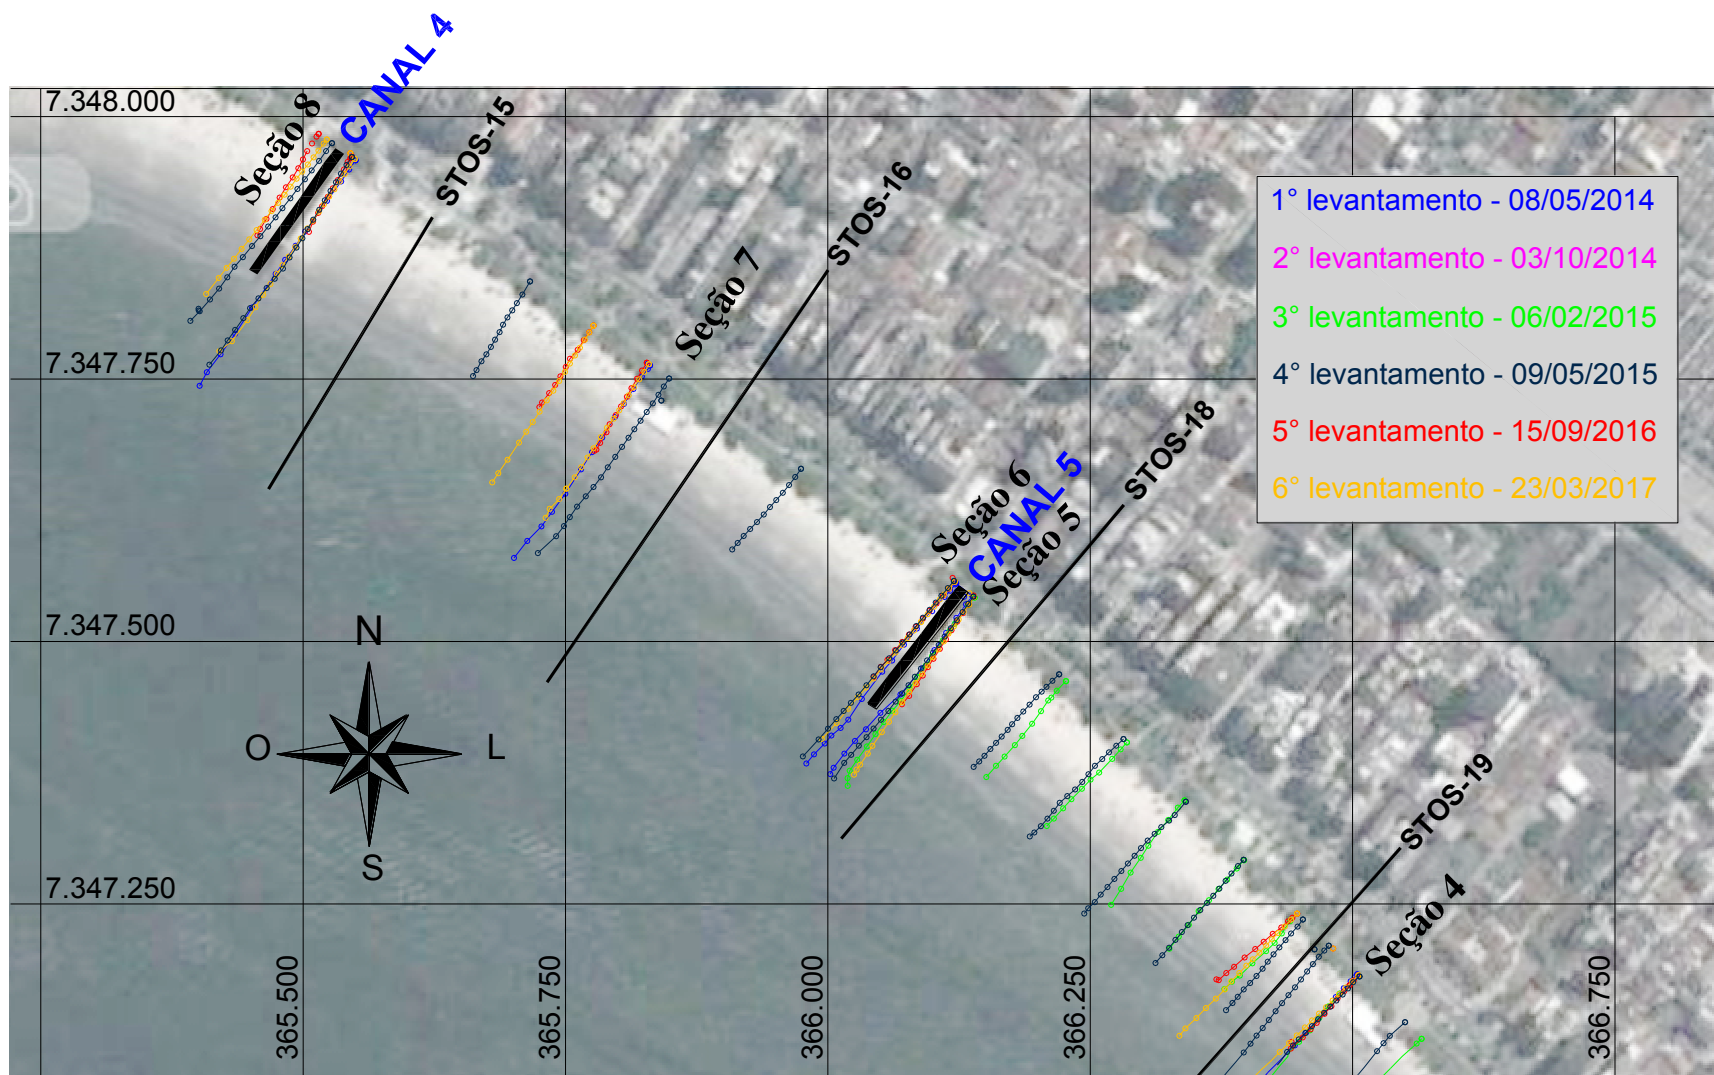 CANAL 4
7.348.000
Seção 8
STOS-15
STOS-16
1° levantamento - 08/05/2014
2° levantamento - 03/10/2014
3° levantamento - 06/02/2015
4° levantamento - 09/05/2015
5° levantamento - 15/09/2016
6° levantamento - 23/03/2017
Seção 7
7.347.750
STOS-18
Seção 6
CANAL 5
Seção 5
7.347.500
N
O
L
S
STOS-19
7.347.250
Seção 4
365.500
365.750
366.000
366.250
366.750